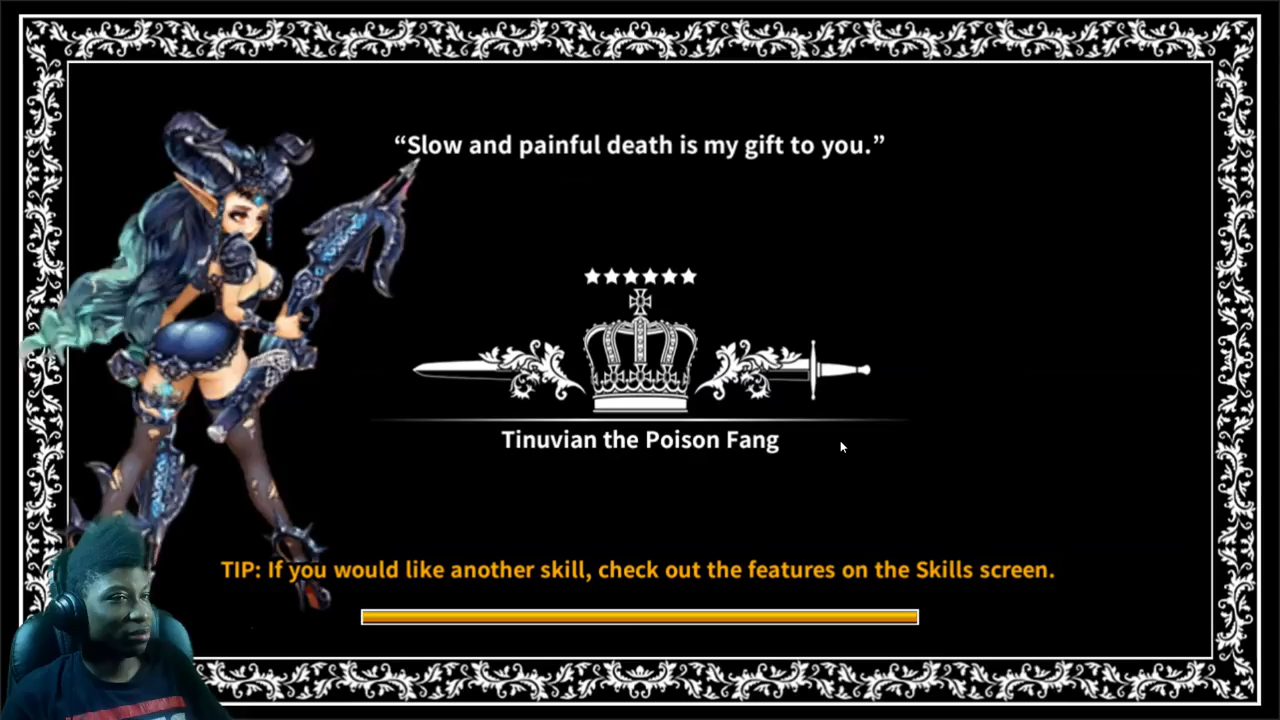 “Slow and painful death is my gift to you.”
Tinuvian the Poison Fang
TIP: If you would like another skill, check out the features on the Skills screen.